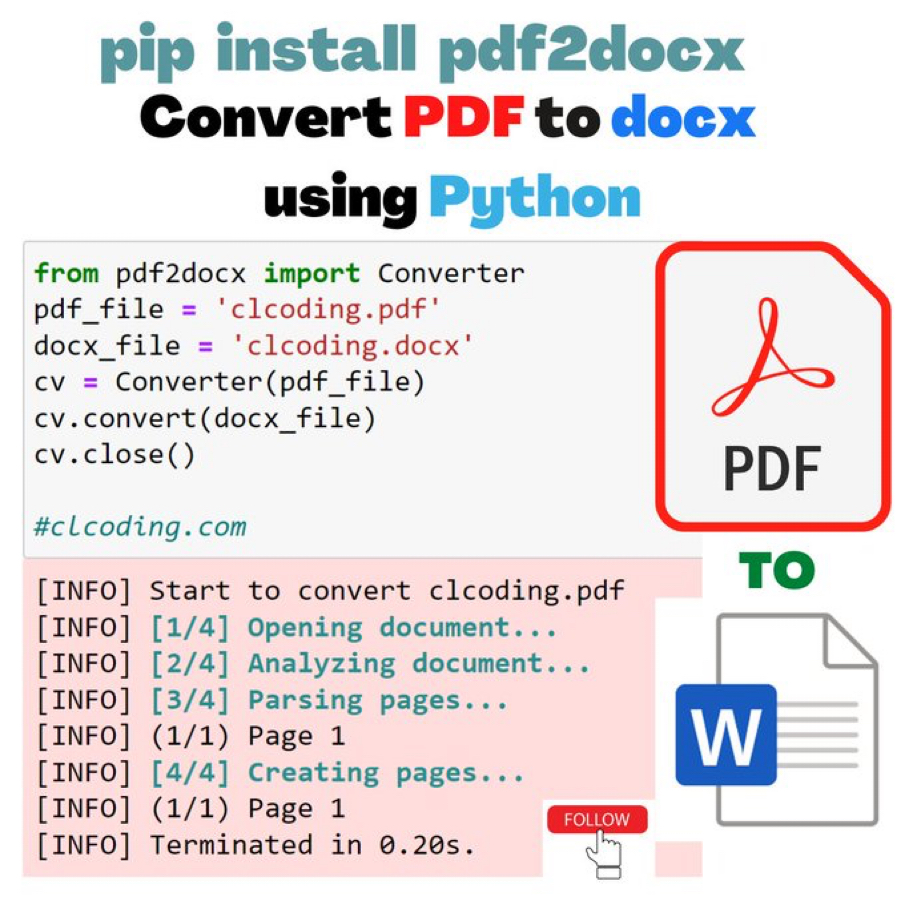 pip install pdf2docx
Convert PDF to docx
using Python
from pdf2docx import Converter
pdf_file = 'clcoding.pdf'
docx_file = 'clcoding.docx'
cv = Converter(pdf_file)
cv.convert(docx_file)
cv.close()
#clcoding.com
PDF
TO
W
[INFO] Start to convert clcoding.pdf
[INFO] [1/4] Opening document...
[INFO] [2/4] Analyzing document...
[INFO] [3/4] Parsing pages...
[INFO] (1/1) Page 1
[INFO] [4/4] Creating pages...
[INFO] (1/1) Page 1
[INFO] Terminated in 0.20s.
FOLLOW